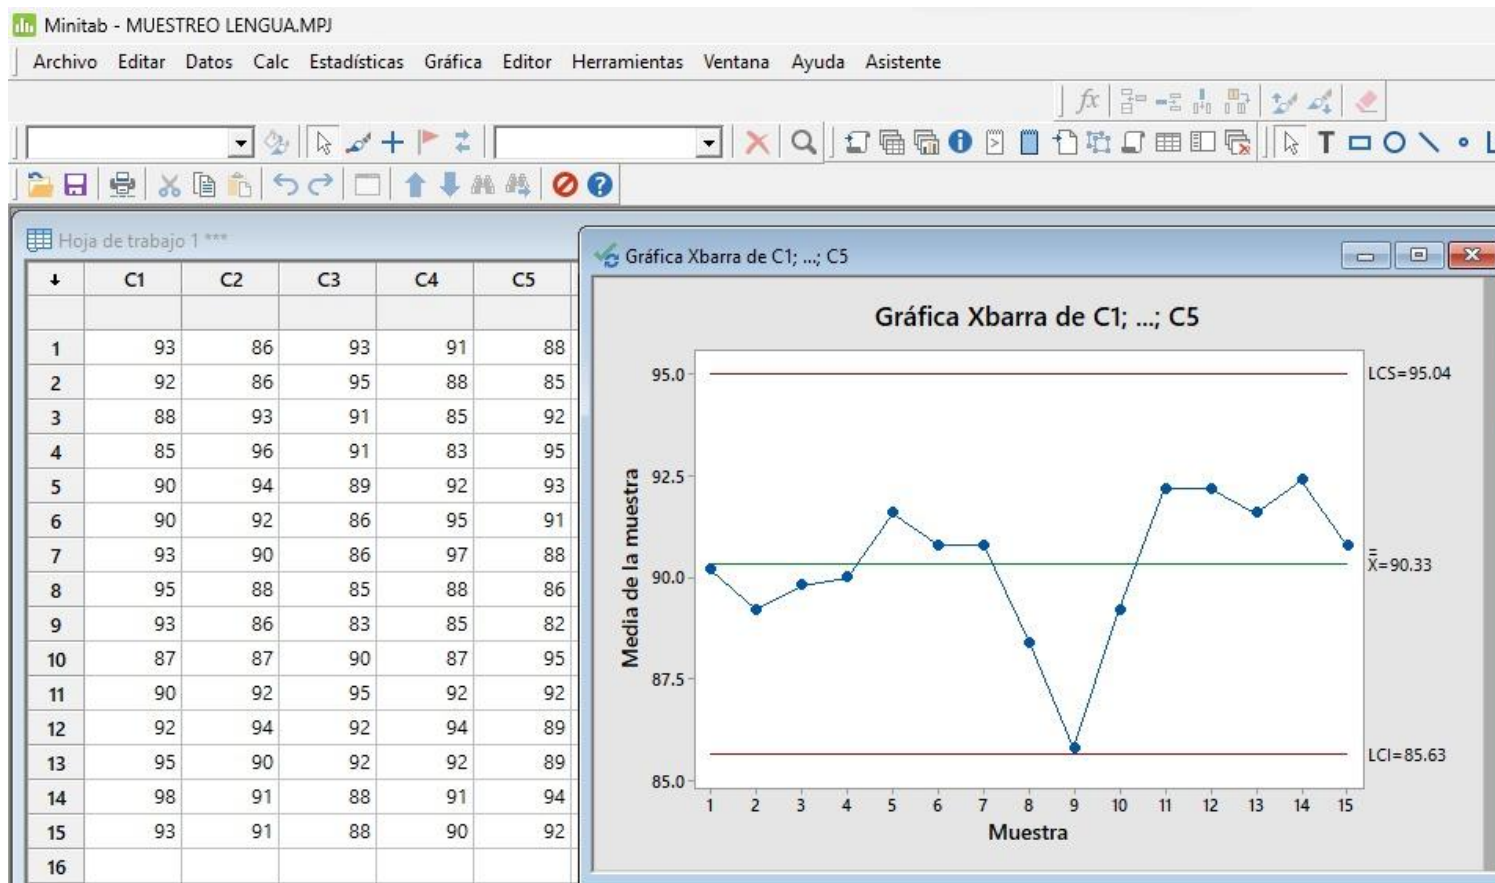 Minitab - MUESTREO LENGUA.MPJ
Archivo Editar Datos Calc Estadísticas Gráfica Editor Herramientas Ventana Ayuda Asistente
Hoja de trabajo 1 ***
C1 C2 C3 C4 C5
1 93 86 93 91 88
2 92 86 95 88 85
3 88 93 91 85 92
4 85 96 91 83 95
5 90 94 89 92 93
6 90 92 86 95 91
7 93 90 86 97 88
8 95 88 85 88 86
9 93 86 83 85 82
10 87 87 90 87 95
11 90 92 95 92 92
12 92 94 92 94 89
13 95 90 92 92 89
14 98 91 88 91 94
15 93 91 88 90 92
16
Gráfica Xbarra de C1; ...; C5
Gráfica Xbarra de C1; ...; C5
Media de la muestra
95.0
92.5
90.0
87.5
85.0
LCS=95.04
X̿=90.33
LCI=85.63
1 2 3 4 5 6 7 8 9 10 11 12 13 14 15
Muestra